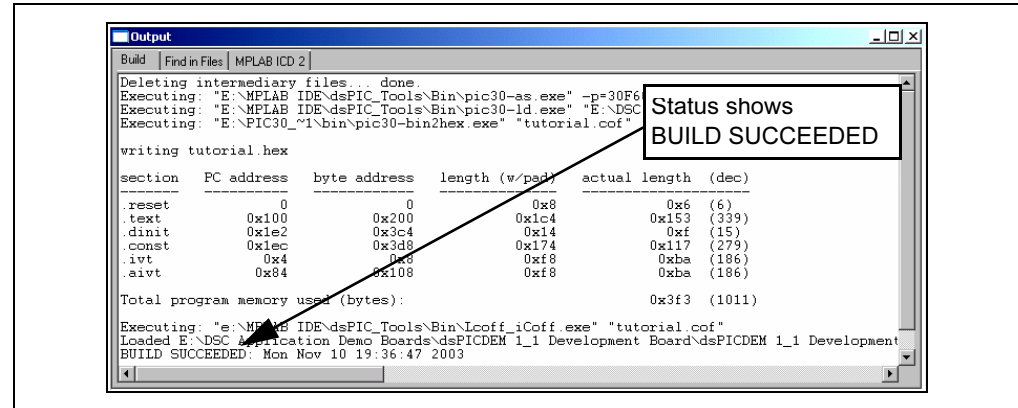 Output
Build Find in Files MPLAB ICD 2
Deleting intermediary files... done.
Executing: "E:\MPLAB IDE\dsPIC_Tools\Bin\pic30-as.exe" -p=30F6
Executing: "E:\MPLAB IDE\dsPIC_Tools\Bin\pic30-ld.exe" "E:\DSC
Executing: "E:\PIC30_~1\bin\pic30-bin2hex.exe" "tutorial.cof"
Status shows
BUILD SUCCEEDED
writing tutorial.hex
section PC address byte address length (w/pad) actual length (dec)
.reset 0 0 0x8 0x6 (6)
.text 0x100 0x200 0x1c4 0x153 (339)
.dinit 0x1e2 0x3c4 0x14 0xf (15)
.const 0x1ec 0x3d8 0x174 0x117 (279)
.ivt 0x4 0x8 0xf8 0xba (186)
.aivt 0x84 0x108 0xf8 0xba (186)
Total program memory used (bytes): 0x3f3 (1011)
Executing: "e:\MPLAB IDE\dsPIC_Tools\Bin\Lcoff_iCoff.exe" "tutorial.cof"
Loaded E:\DSC Application Demo Boards\dsPICDEM 1_1 Development Board\dsPICDEM 1_1 Development
BUILD SUCCEEDED: Mon Nov 10 19:36:47 2003